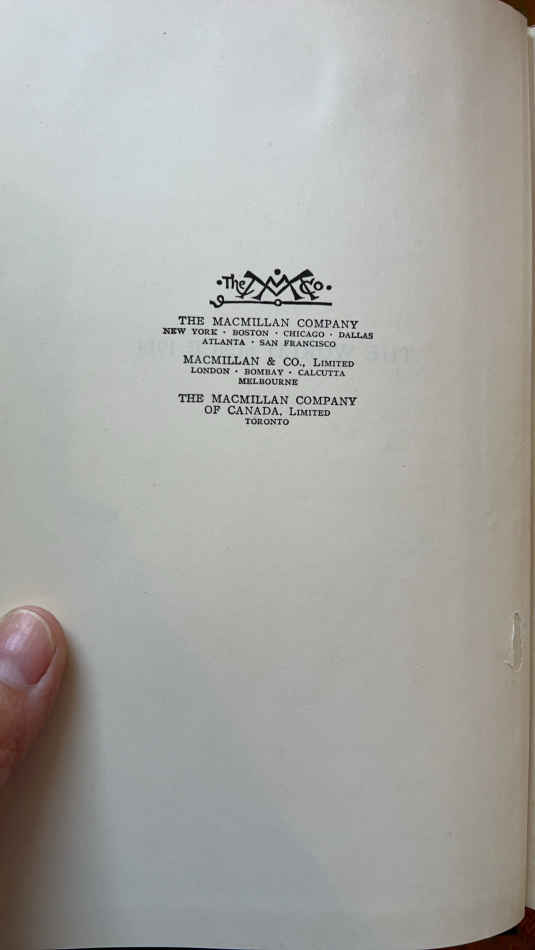 The M Co.
THE MACMILLAN COMPANY
NEW YORK · BOSTON · CHICAGO · DALLAS
ATLANTA · SAN FRANCISCO
MACMILLAN & CO., LIMITED
LONDON · BOMBAY · CALCUTTA
MELBOURNE
THE MACMILLAN COMPANY
OF CANADA, LIMITED
TORONTO